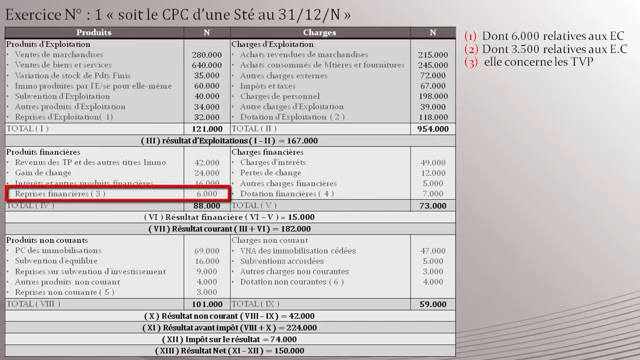 Exercice N° : 1 « soit le CPC d'une Sté au 31/12/N »
Produits N Charges N
Produits d'Exploitation Charges d'Exploitation
• Ventes de marchandises 280.000 • Achats revendues de marchandises 215.000
• Ventes de biens et services 640.000 • Achats consommés de Mtieres et fournitures 245.000
• Variation de stock de Pdts Finis 35.000 • Autres charges externes 72.000
• Immo produites par l'E/se pour elle-même 60.000 • Impôts et taxes 67.000
• Subvention d'Exploitation 40.000 • Charges de personnel 198.000
• Autres produits d'Exploitation 34.000 • Autre charges d'Exploitation 39.000
• Reprises d'Exploitation( 1) 32.000 • Dotation d'Exploitation ( 2 ) 118.000
TOTAL ( I ) 121.000 TOTAL ( II ) 954.000
( III ) résultat d'Exploitations ( I – II ) = 167.000
Produits financières Charges financières
• Revenus des TP et des autres titres Immo 42.000 • Charges d'intérêts 49.000
• Gain de change 24.000 • Pertes de change 12.000
• Intérêts et autres produits financières 16.000 • Autres charges financières 5.000
• Reprises financières ( 3 ) 6.000 • Dotation financières ( 4 ) 7.000
TOTAL ( IV ) 88.000 TOTAL ( V ) 73.000
( VI ) Résultat financière ( VI – V ) = 15.000
( VII ) Résultat courant ( III + VI ) = 182.000
Produits non courants Charges non courant
• PC des immobilisations 69.000 • VNA des immobilisation cédées 47.000
• Subvention d'équilibre 16.000 • Subventions accordées 5.000
• Reprises sur subvention d'investissement 9.000 • Autres charges non courantes 3.000
• Autres produits non courant 4.000 • Dotation non courantes ( 6 ) 4.000
• Reprises non courante ( 5 ) 3.000
TOTAL ( VIII ) 101.000 TOTAL ( IX ) 59.000
( X ) Résultat non courant ( VIII – IX ) = 42.000
( XI ) Résultat avant impôt ( VIII + X ) = 224.000
( XII ) Impôt sur le résultat = 74.000
( XIII ) Résultat Net ( XI – XII ) = 150.000
(1) Dont 6.000 relatives aux EC
(2) Dont 3.500 relatives aux E.C
(3) elle concerne les TVP